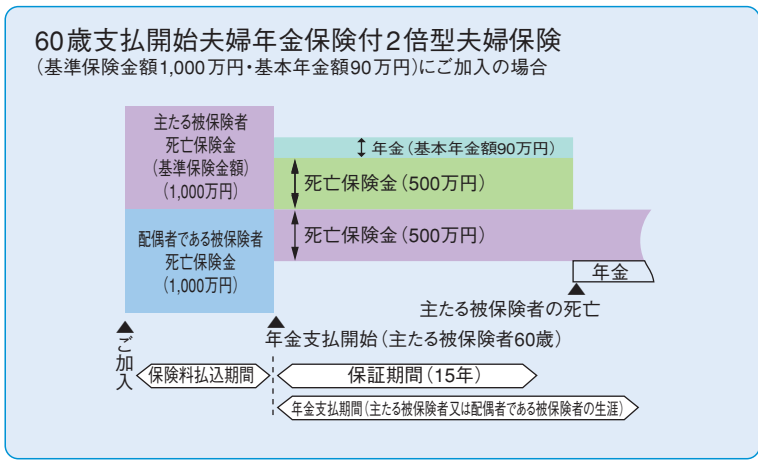 60歳支払開始夫婦年金保険付2倍型夫婦保険
(基準保険金額1,000万円・基本年金額90万円)にご加入の場合
主たる被保険者
死亡保険金
(基準保険金額)
(1,000万円)
年金(基本年金額90万円)
死亡保険金(500万円)
配偶者である被保険者
死亡保険金
(1,000万円)
死亡保険金(500万円)
年金
主たる被保険者の死亡
年金支払開始(主たる被保険者60歳)
ご加入
保険料払込期間
保証期間(15年)
年金支払期間(主たる被保険者又は配偶者である被保険者の生涯)